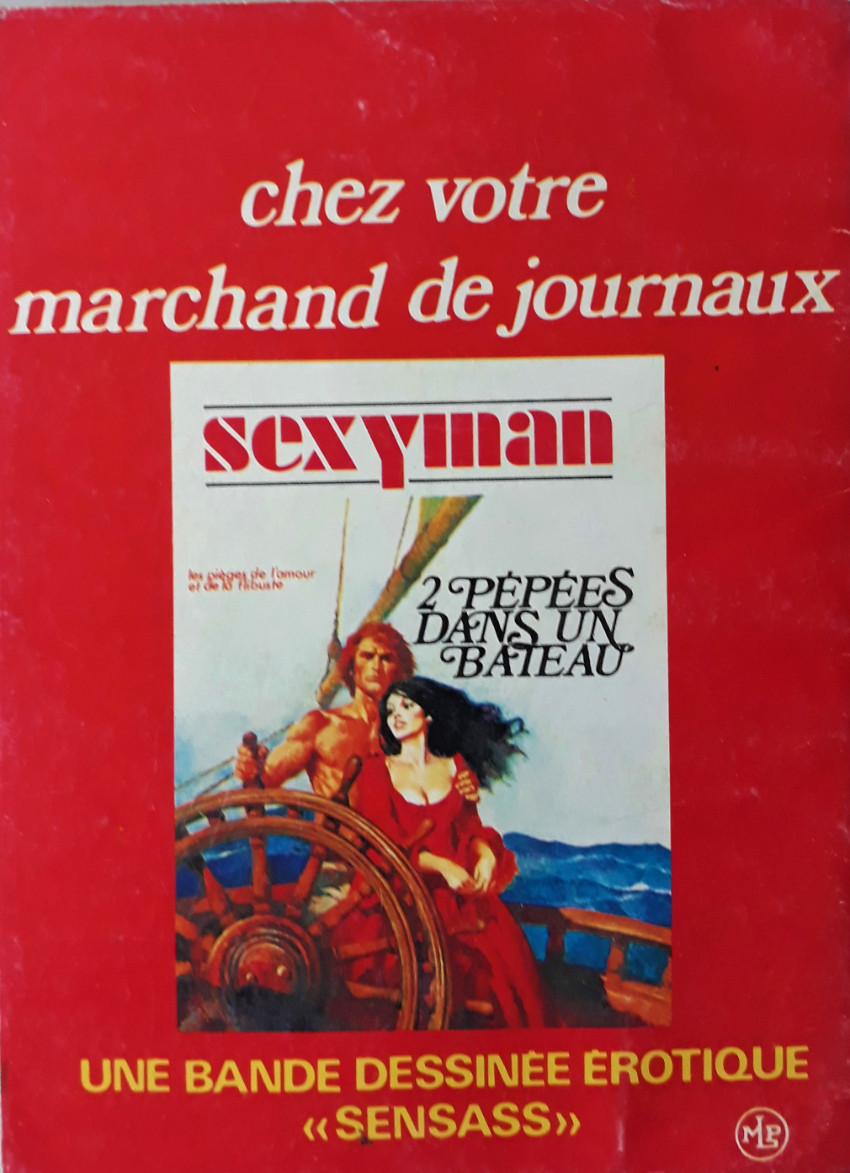 chez votre
marchand de journaux
sexyman
les pièges de l'amour
et de la flibuste
2 PÉPÉES
DANS UN
BATEAU
UNE BANDE DESSINÉE ÉROTIQUE
«SENSASS»
MLP